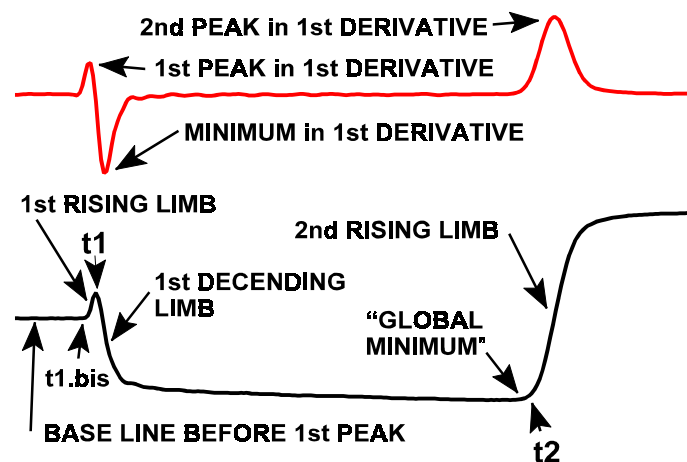 2nd PEAK in 1st DERIVATIVE
1st PEAK in 1st DERIVATIVE
MINIMUM in 1st DERIVATIVE
1st RISING LIMB
t1
2nd RISING LIMB
1st DECENDING
LIMB
“GLOBAL
MINIMUM”
t1.bis
BASE LINE BEFORE 1st PEAK
t2